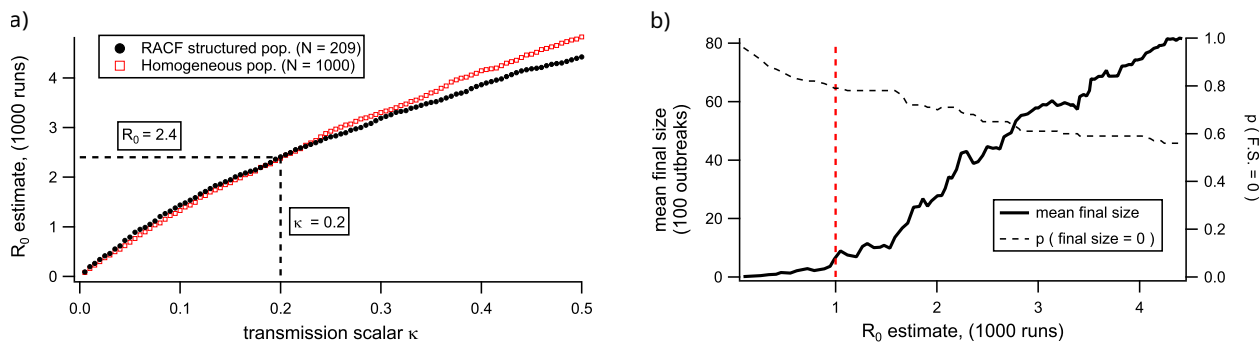 a)
R₀ estimate, (1000 runs)
4
3
2
1
0
RACF structured pop. (N = 209)
Homogeneous pop. (N = 1000)
R₀ = 2.4
κ = 0.2
0.0 0.1 0.2 0.3 0.4 0.5
transmission scalar κ
b)
mean final size
(100 outbreaks)
80
60
40
20
0
mean final size
p ( final size = 0 )
1.0
0.8
0.6
0.4
0.2
0.0
p ( F.S. = 0 )
1 2 3 4
R₀ estimate, (1000 runs)